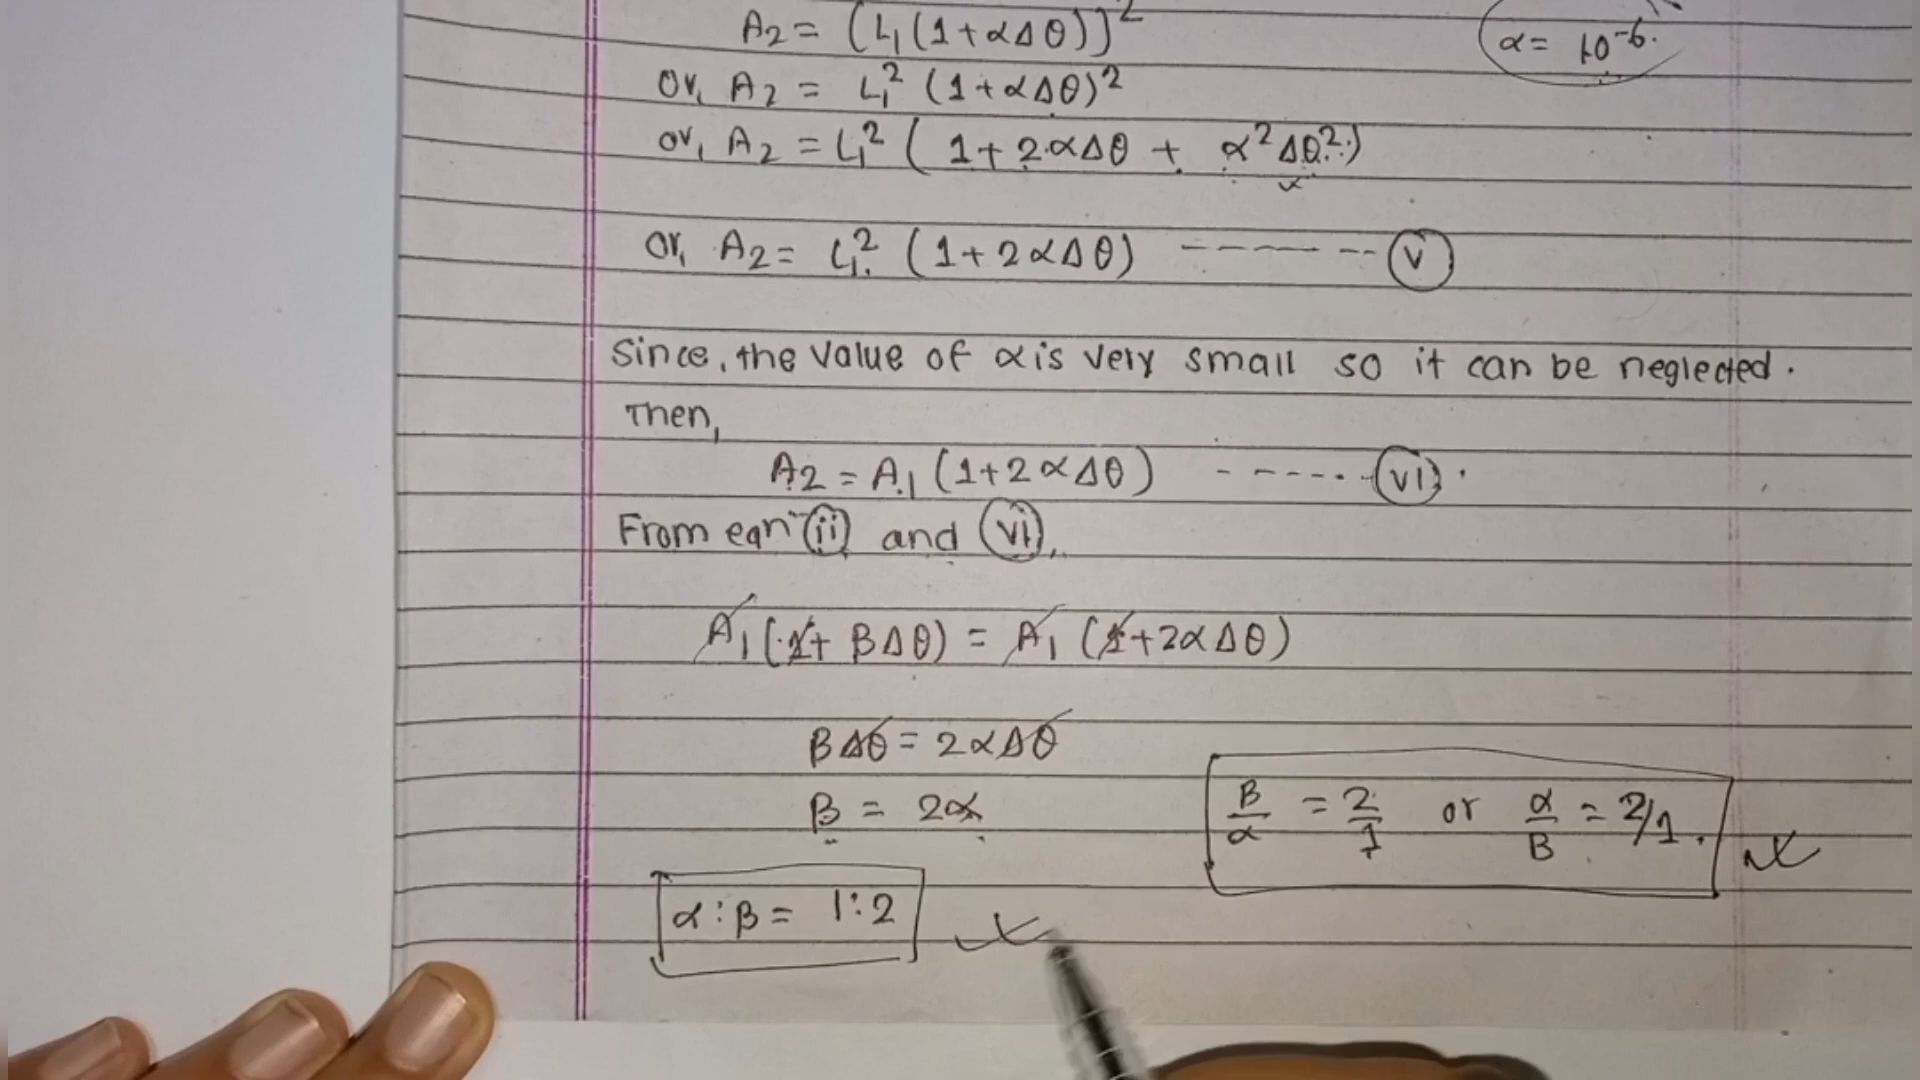 A₂ = (L₁(1+αΔθ))²
α = 10⁻⁶.
or, A₂ = L₁² (1+αΔθ)²
or, A₂ = L₁² ( 1+ 2αΔθ + α²Δθ²)
or, A₂ = L₁² (1+2αΔθ) ------- (V)
Since, the value of α is very small so it can be neglected.
Then,
A₂ = A₁ (1+2αΔθ) ------ (vi).
From eqn (ii) and (vi),
A₁ (1+ βΔθ) = A₁ (1+2αΔθ)
βΔθ = 2αΔθ
β = 2α
β/α = 2/1 or α/β = 2/1.
α : β = 1:2